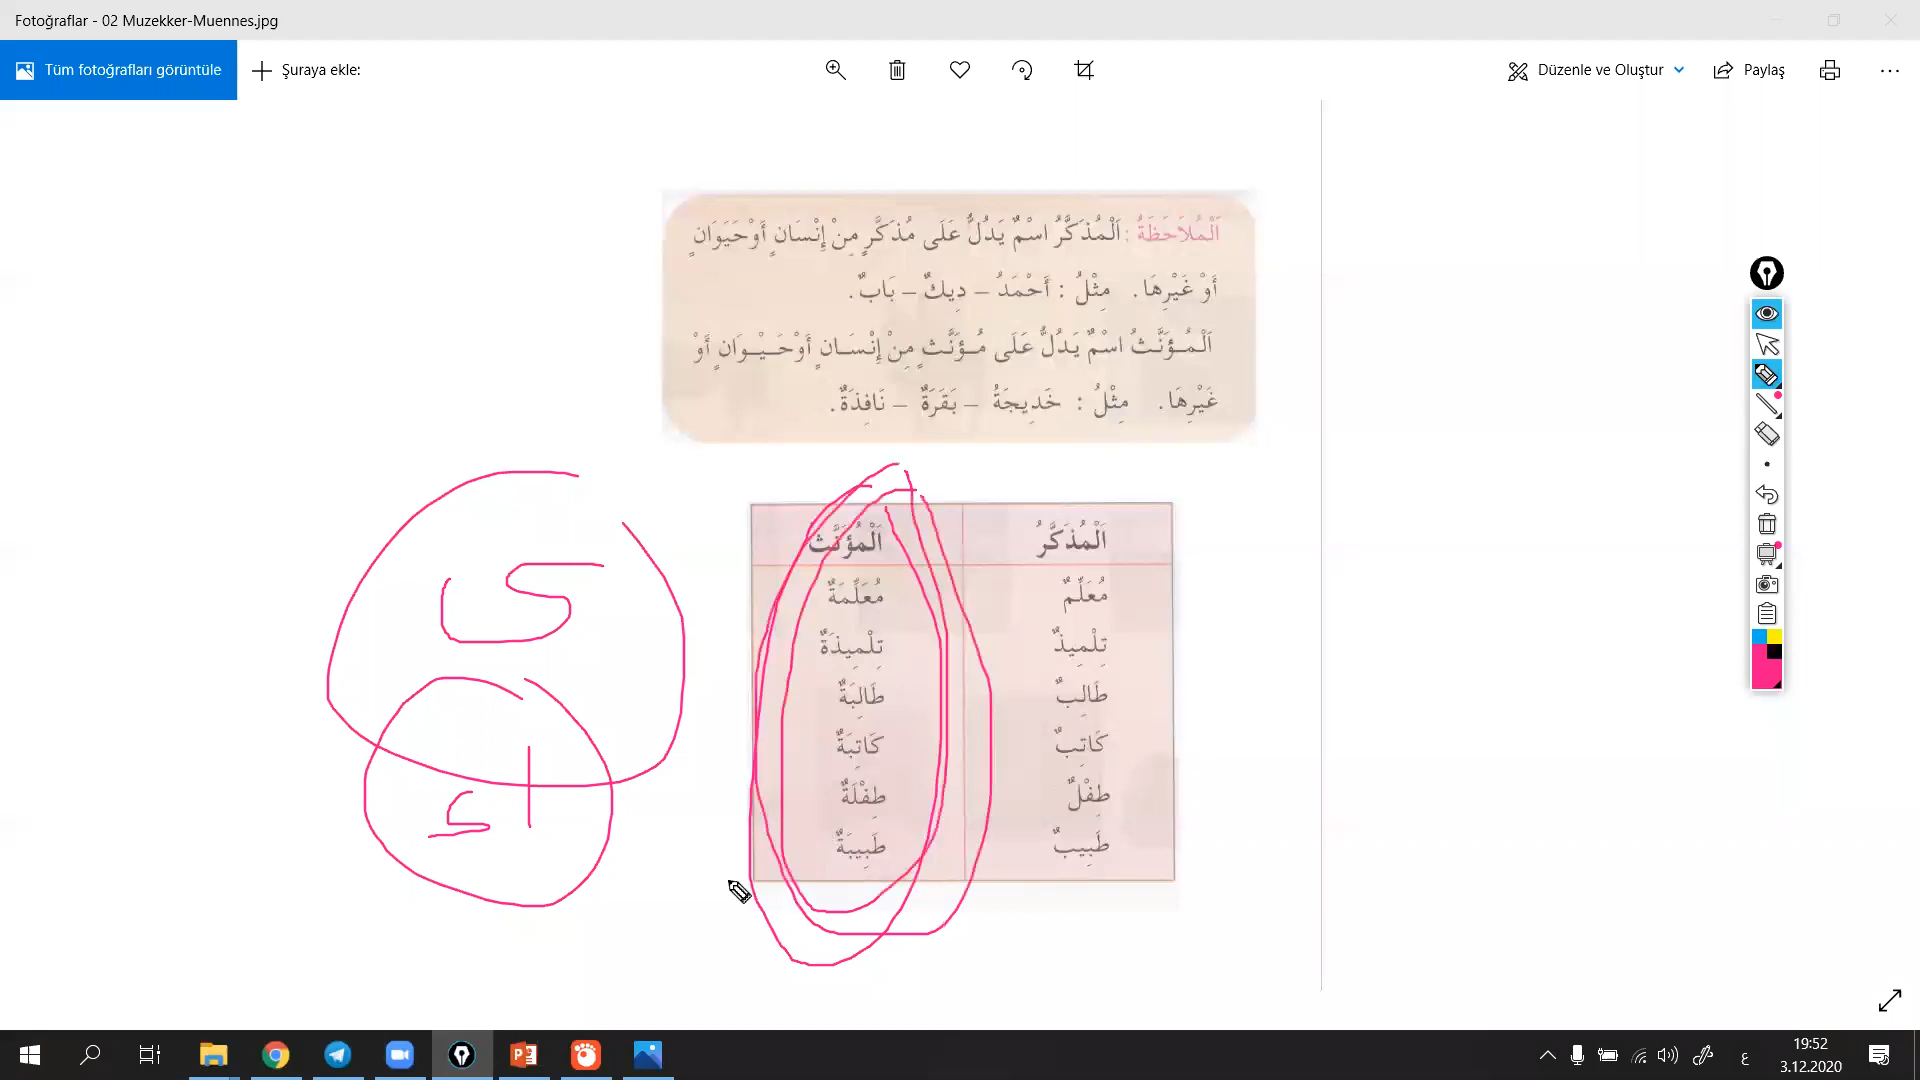 Fotoğraflar - 02 Muzekker-Muennes.jpg
Tüm fotoğrafları görüntüle
Şuraya ekle:
Düzenle ve Oluştur
Paylaş
اَلْمُلَاحَظَةُ : اَلْمُذَكَّرُ اسْمٌ يَدُلُّ عَلَى مُذَكَّرٍ مِنْ إِنْسَانٍ أَوْحَيَوَانٍ
أَوْ غَيْرِهَا . مِثْلُ : أَحْمَدُ – دِيكٌ – بَابٌ .
اَلْمُؤَنَّثُ اسْمٌ يَدُلُّ عَلَى مُؤَنَّثٍ مِنْ إِنْسَانٍ أَوْحَيْوَانٍ أَوْ
غَيْرِهَا . مِثْلُ : خَدِيجَةُ – بَقَرَةٌ – نَافِذَةٌ .
اَلْمُذَكَّرُ اَلْمُؤَنَّثُ
مُعَلِّمٌ مُعَلِّمَةٌ
تِلْمِيذٌ تِلْمِيذَةٌ
طَالِبٌ طَالِبَةٌ
كَاتِبٌ كَاتِبَةٌ
طِفْلٌ طِفْلَةٌ
طَبِيبٌ طَبِيبَةٌ
ى
اء
ع
19:52
3.12.2020